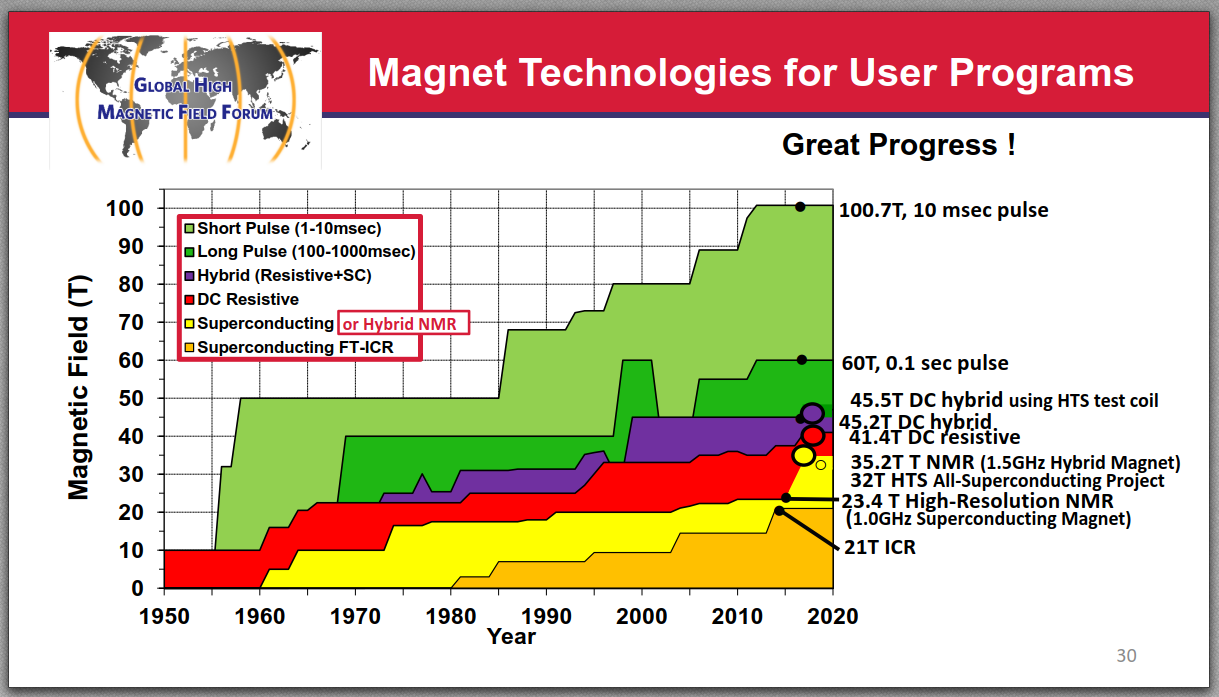 GLOBAL HIGH
MAGNETIC FIELD FORUM
Magnet Technologies for User Programs
Great Progress !
Magnetic Field (T)
100
90
80
70
60
50
40
30
20
10
0
Short Pulse (1-10msec)
Long Pulse (100-1000msec)
Hybrid (Resistive+SC)
DC Resistive
Superconducting or Hybrid NMR
Superconducting FT-ICR
100.7T, 10 msec pulse
60T, 0.1 sec pulse
45.5T DC hybrid using HTS test coil
45.2T DC hybrid
41.4T DC resistive
35.2T T NMR (1.5GHz Hybrid Magnet)
32T HTS All-Superconducting Project
23.4 T High-Resolution NMR
(1.0GHz Superconducting Magnet)
21T ICR
1950 1960 1970 1980 1990 2000 2010 2020
Year
30